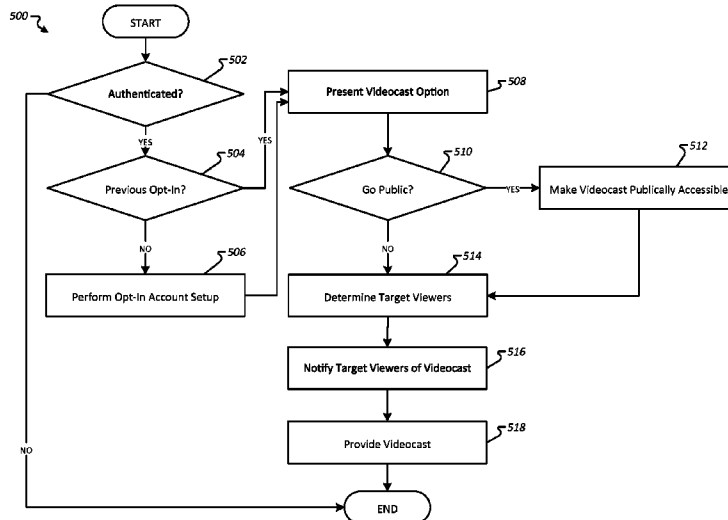 500
START
502
Authenticated?
YES
504
Previous Opt-In?
YES
NO
506
Perform Opt-In Account Setup
508
Present Videocast Option
510
Go Public?
YES
512
Make Videocast Publically Accessible
NO
514
Determine Target Viewers
516
Notify Target Viewers of Videocast
518
Provide Videocast
NO
END